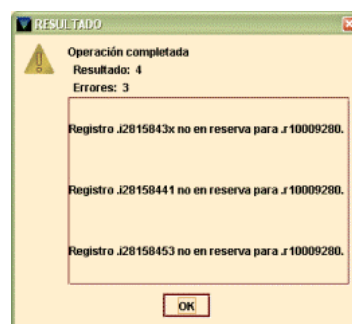 RESULTADO
Operación completada
Resultado: 4
Errores: 3
Registro .i2815843x no en reserva para .r10009280.
Registro .i28158441 no en reserva para .r10009280.
Registro .i28158453 no en reserva para .r10009280.
OK